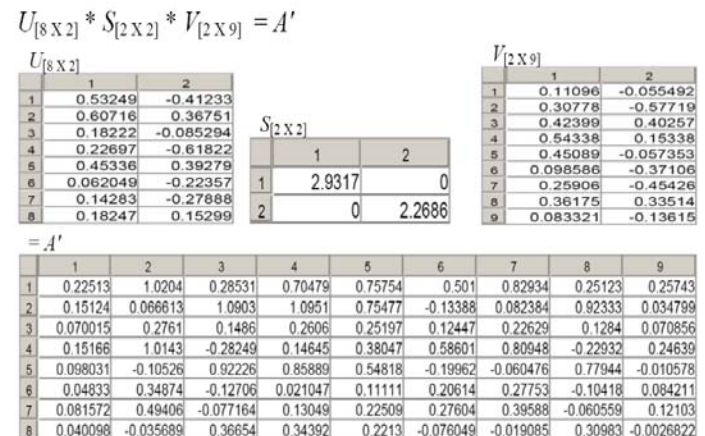 U[8 X 2] * S[2 X 2] * V[2 X 9] = A'
U[8 X 2]
1 2
1 0.53249 -0.41233
2 0.60716 0.36751
3 0.18222 -0.085294
4 0.22697 -0.61822
5 0.45336 0.39279
6 0.062049 -0.22357
7 0.14283 -0.27888
8 0.18247 0.15299
S[2 X 2]
1 2
1 2.9317 0
2 0 2.2686
V[2 X 9]
1 2
1 0.11096 -0.055492
2 0.30778 -0.57719
3 0.42399 0.40257
4 0.54338 0.15338
5 0.45089 -0.057353
6 0.098586 -0.37106
7 0.25906 -0.45426
8 0.36175 0.33514
9 0.083321 -0.13615
= A'
1 2 3 4 5 6 7 8 9
1 0.22513 1.0204 0.28531 0.70479 0.75754 0.501 0.82934 0.25123 0.25743
2 0.15124 0.066613 1.0903 1.0951 0.75477 -0.13388 0.082384 0.92333 0.034799
3 0.070015 0.2761 0.1486 0.2606 0.25197 0.12447 0.22629 0.1284 0.070856
4 0.15166 1.0143 -0.28249 0.14645 0.38047 0.58601 0.80948 -0.22932 0.24639
5 0.098031 -0.10526 0.92226 0.85889 0.54818 -0.19962 -0.060476 0.77944 -0.010578
6 0.04833 0.34874 -0.12706 0.021047 0.11111 0.20614 0.27753 -0.10418 0.084211
7 0.081572 0.49406 -0.077164 0.13049 0.22509 0.27604 0.39588 -0.060559 0.12103
8 0.040098 -0.035689 0.36654 0.34392 0.2213 -0.076049 -0.019085 0.30983 -0.0026822